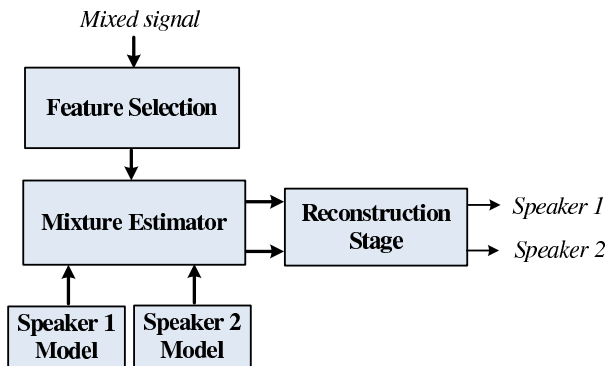 Mixed signal
Feature Selection
Mixture Estimator
Reconstruction
Stage
Speaker 1
Speaker 2
Speaker 1
Model
Speaker 2
Model